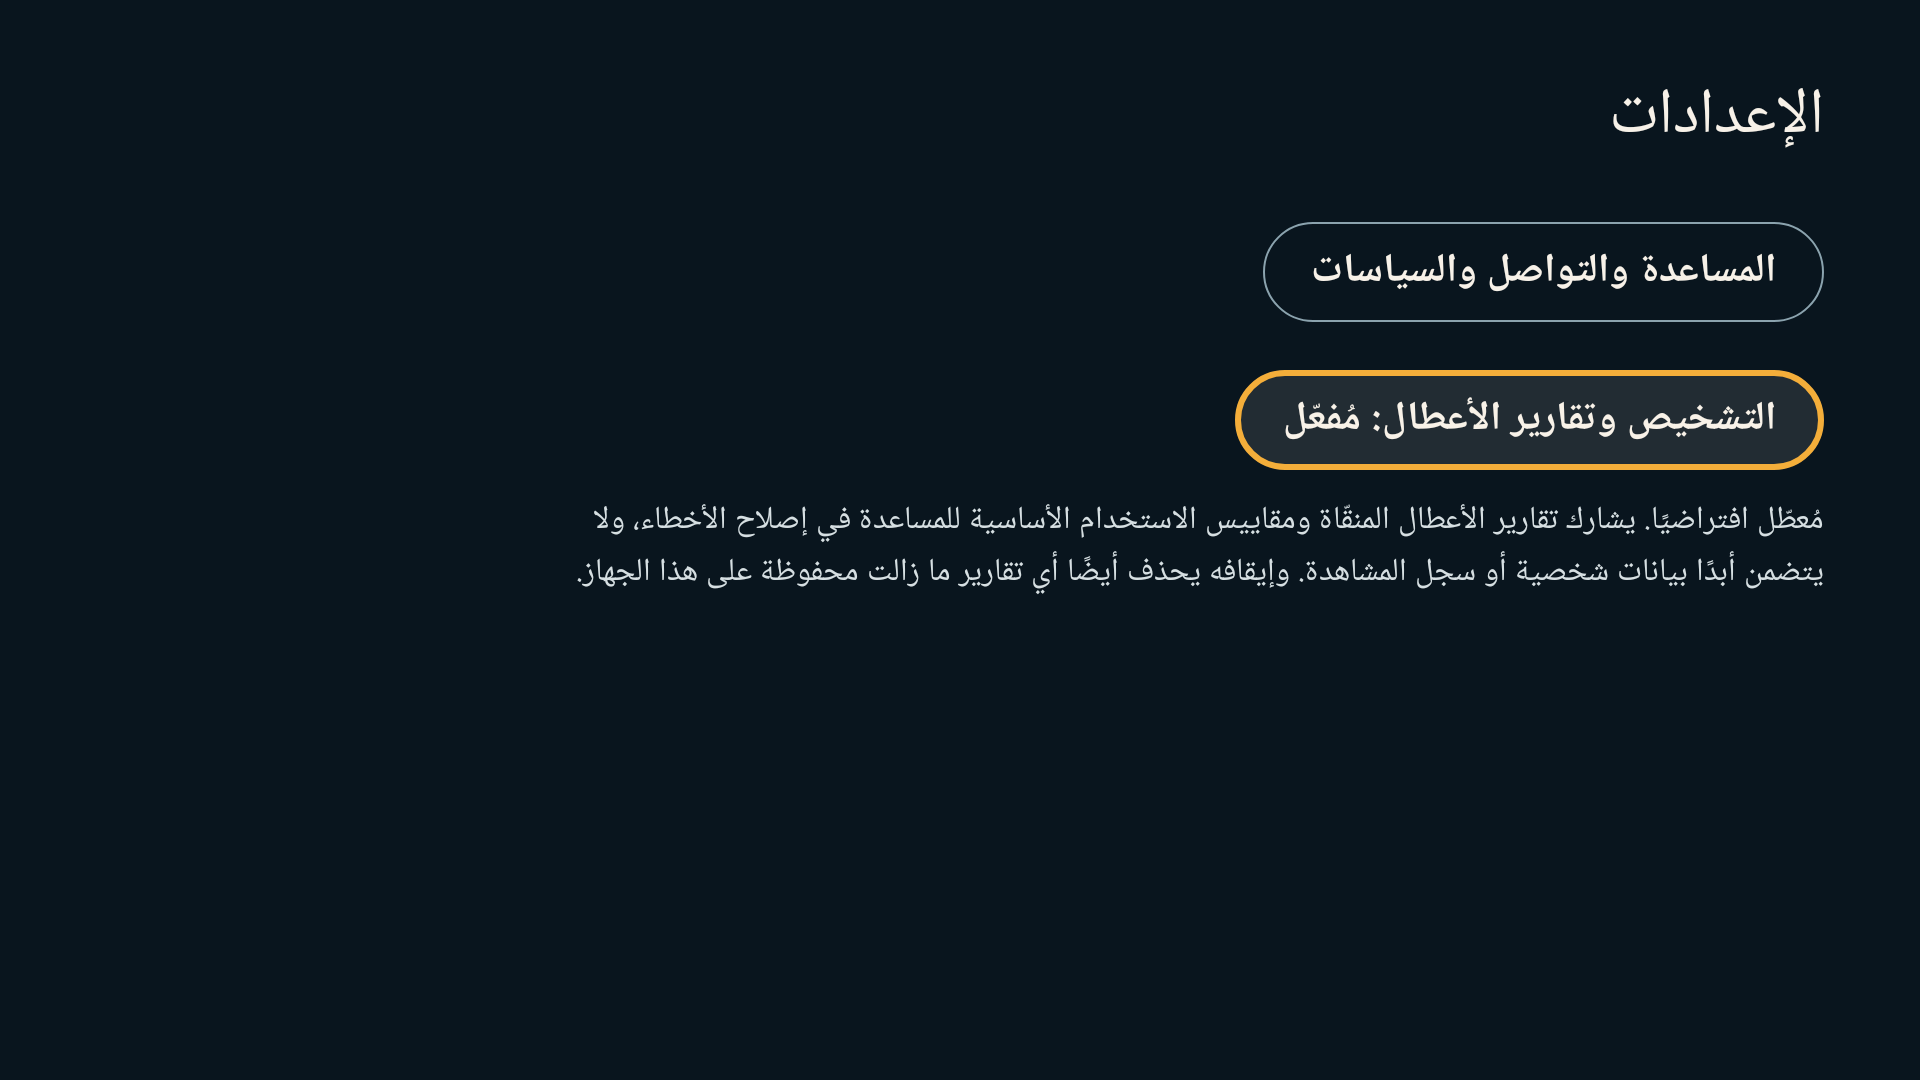 الإعدادات
المساعدة والتواصل والسياسات
التشخيص وتقارير الأعطال: مُفعّل
مُعطّل افتراضيًا. يشارك تقارير الأعطال المنقّاة ومقاييس الاستخدام الأساسية للمساعدة في إصلاح الأخطاء، ولا
يتضمن أبدًا بيانات شخصية أو سجل المشاهدة. وإيقافه يحذف أيضًا أي تقارير ما زالت محفوظة على هذا الجهاز.